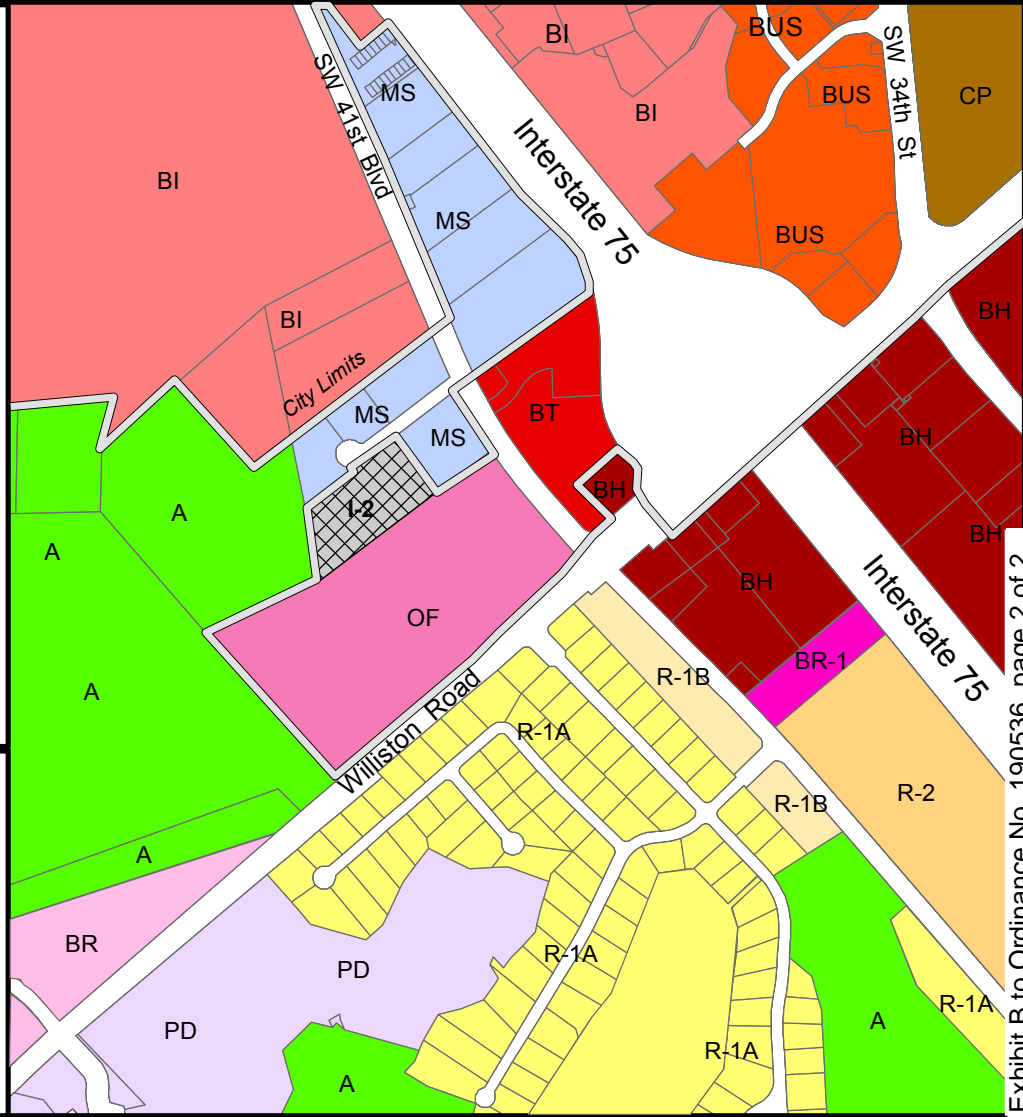 BI
BUS
SW 34th St
MS
SW 41st Blvd
BUS
CP
BI
Interstate 75
BI
MS
BUS
BI
BH
City Limits
BT
MS
MS
BH
BH
I-2
A
BH
A
BH
Interstate 75
OF
BR-1
R-1B
A
Williston Road
R-1A
R-2
R-1B
A
BR
R-1A
PD
R-1A
A
PD
R-1A
A
Exhibit B to Ordinance No. 190536 page 2 of 2